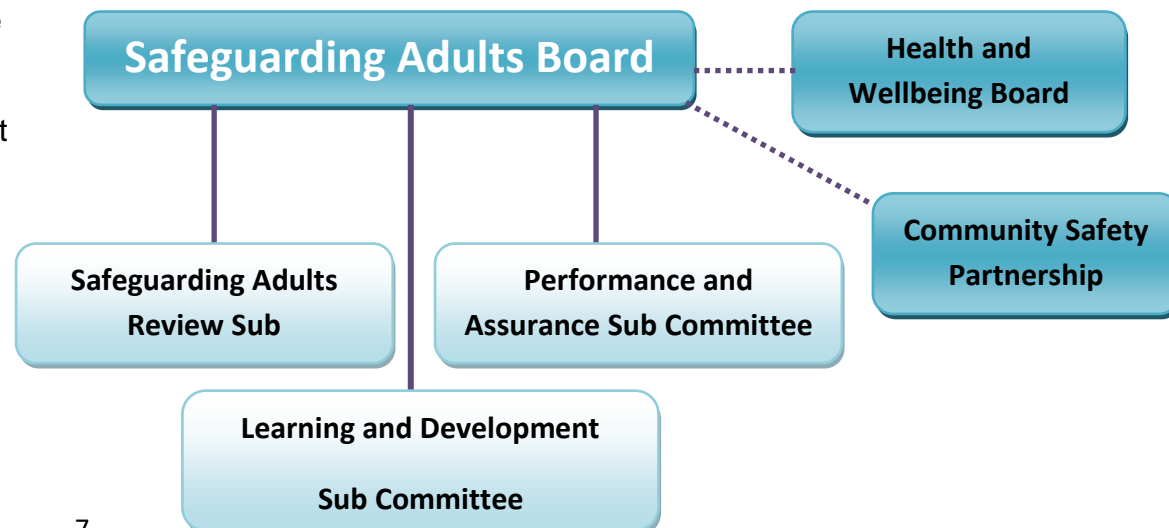 Safeguarding Adults Board
Health and
Wellbeing Board
t
Community Safety
Partnership
Safeguarding Adults
Review Sub
Performance and
Assurance Sub Committee
Learning and Development
Sub Committee
7